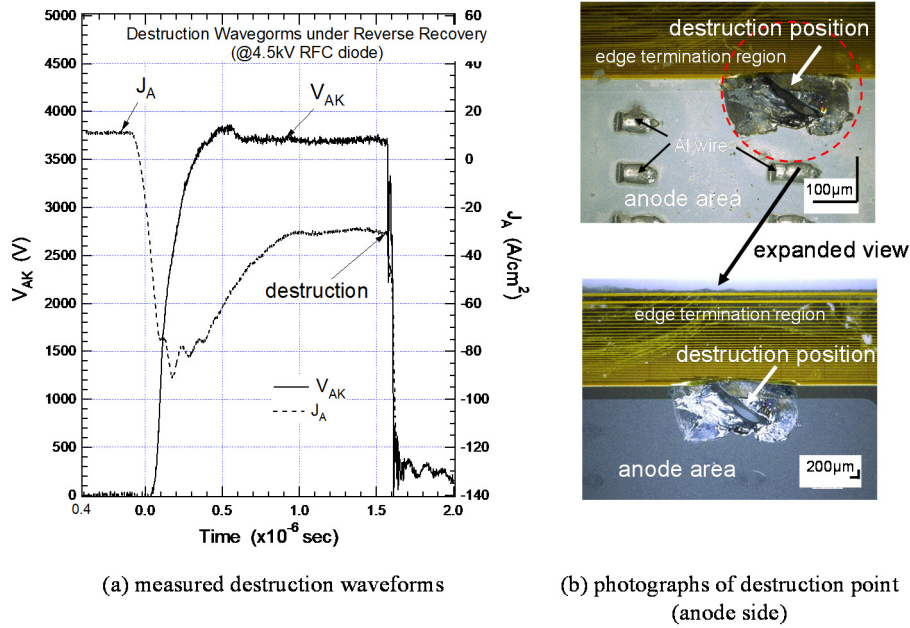 Destruction Wavegorms under Reverse Recovery
(@4.5kV RFC diode)
5000
4500
4000
3500
3000
2500
2000
1500
1000
500
0
V_AK (V)
60
40
20
0
-20
-40
-60
-80
-100
-120
-140
J_A (A/cm²)
J_A
V_AK
destruction
V_AK
J_A
0.4
0.0
0.5
1.0
1.5
2.0
Time (x10⁻⁶ sec)
(a) measured destruction waveforms
destruction position
edge termination region
Al wire
anode area
100μm
expanded view
edge termination region
destruction position
anode area
200μm
(b) photographs of destruction point
(anode side)